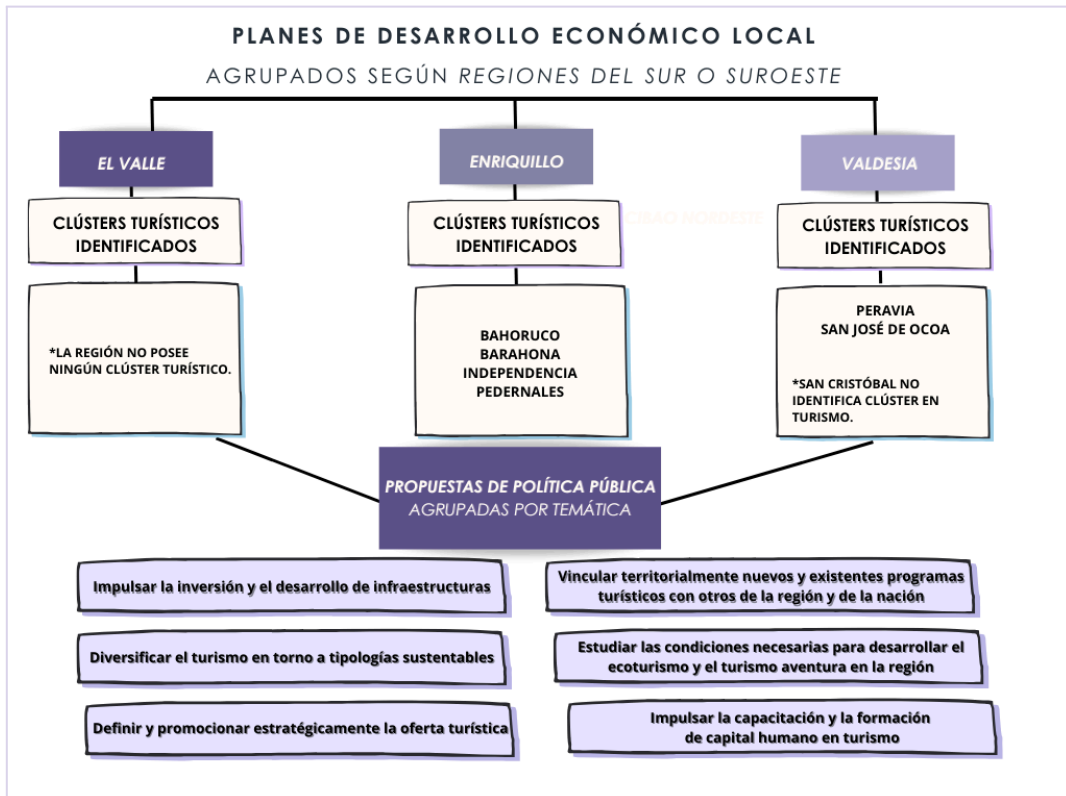 PLANES DE DESARROLLO ECONÓMICO LOCAL
AGRUPADOS SEGÚN REGIONES DEL SUR O SUROESTE
EL VALLE
CLÚSTERS TURÍSTICOS
IDENTIFICADOS
*LA REGIÓN NO POSEE
NINGÚN CLÚSTER TURÍSTICO.
ENRIQUILLO
CLÚSTERS TURÍSTICOS
IDENTIFICADOS
BAHORUCO
BARAHONA
INDEPENDENCIA
PEDERNALES
CIBAO NORDESTE
VALDESIA
CLÚSTERS TURÍSTICOS
IDENTIFICADOS
PERAVIA
SAN JOSÉ DE OCOA
*SAN CRISTÓBAL NO
IDENTIFICA CLÚSTER EN
TURISMO.
PROPUESTAS DE POLÍTICA PÚBLICA
AGRUPADAS POR TEMÁTICA
Impulsar la inversión y el desarrollo de infraestructuras
Diversificar el turismo en torno a tipologías sustentables
Definir y promocionar estratégicamente la oferta turística
Vincular territorialmente nuevos y existentes programas
turísticos con otros de la región y de la nación
Estudiar las condiciones necesarias para desarrollar el
ecoturismo y el turismo aventura en la región
Impulsar la capacitación y la formación
de capital humano en turismo